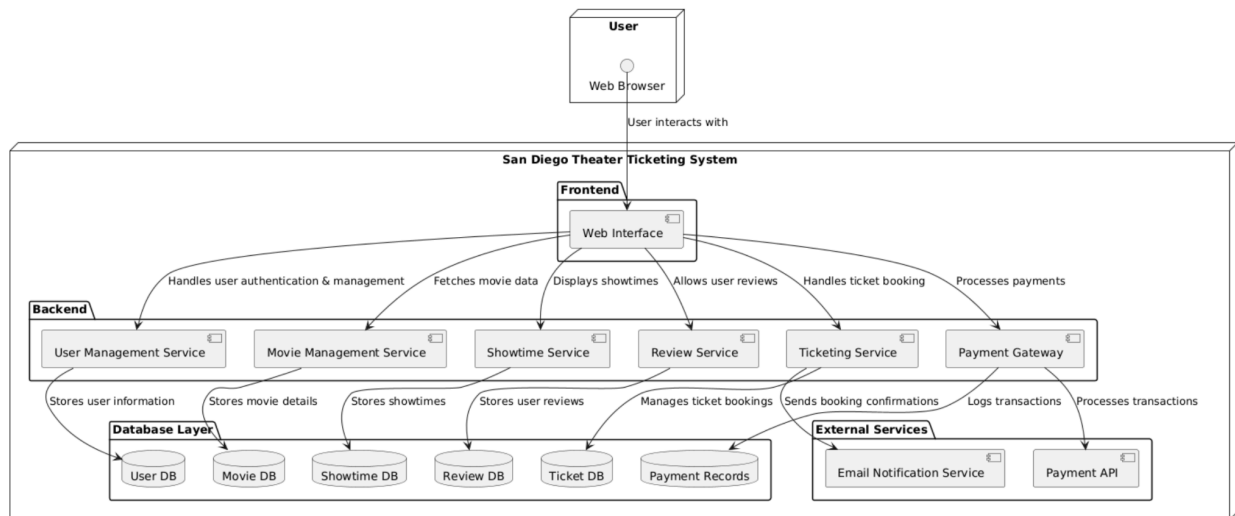 User
Web Browser
User interacts with
San Diego Theater Ticketing System
Frontend
Web Interface
Handles user authentication & management
Fetches movie data
Displays showtimes
Allows user reviews
Handles ticket booking
Processes payments
Backend
User Management Service
Movie Management Service
Showtime Service
Review Service
Ticketing Service
Payment Gateway
Stores user information
Stores movie details
Stores showtimes
Stores user reviews
Manages ticket bookings
Sends booking confirmations
Logs transactions
Processes transactions
Database Layer
User DB
Movie DB
Showtime DB
Review DB
Ticket DB
Payment Records
External Services
Email Notification Service
Payment API